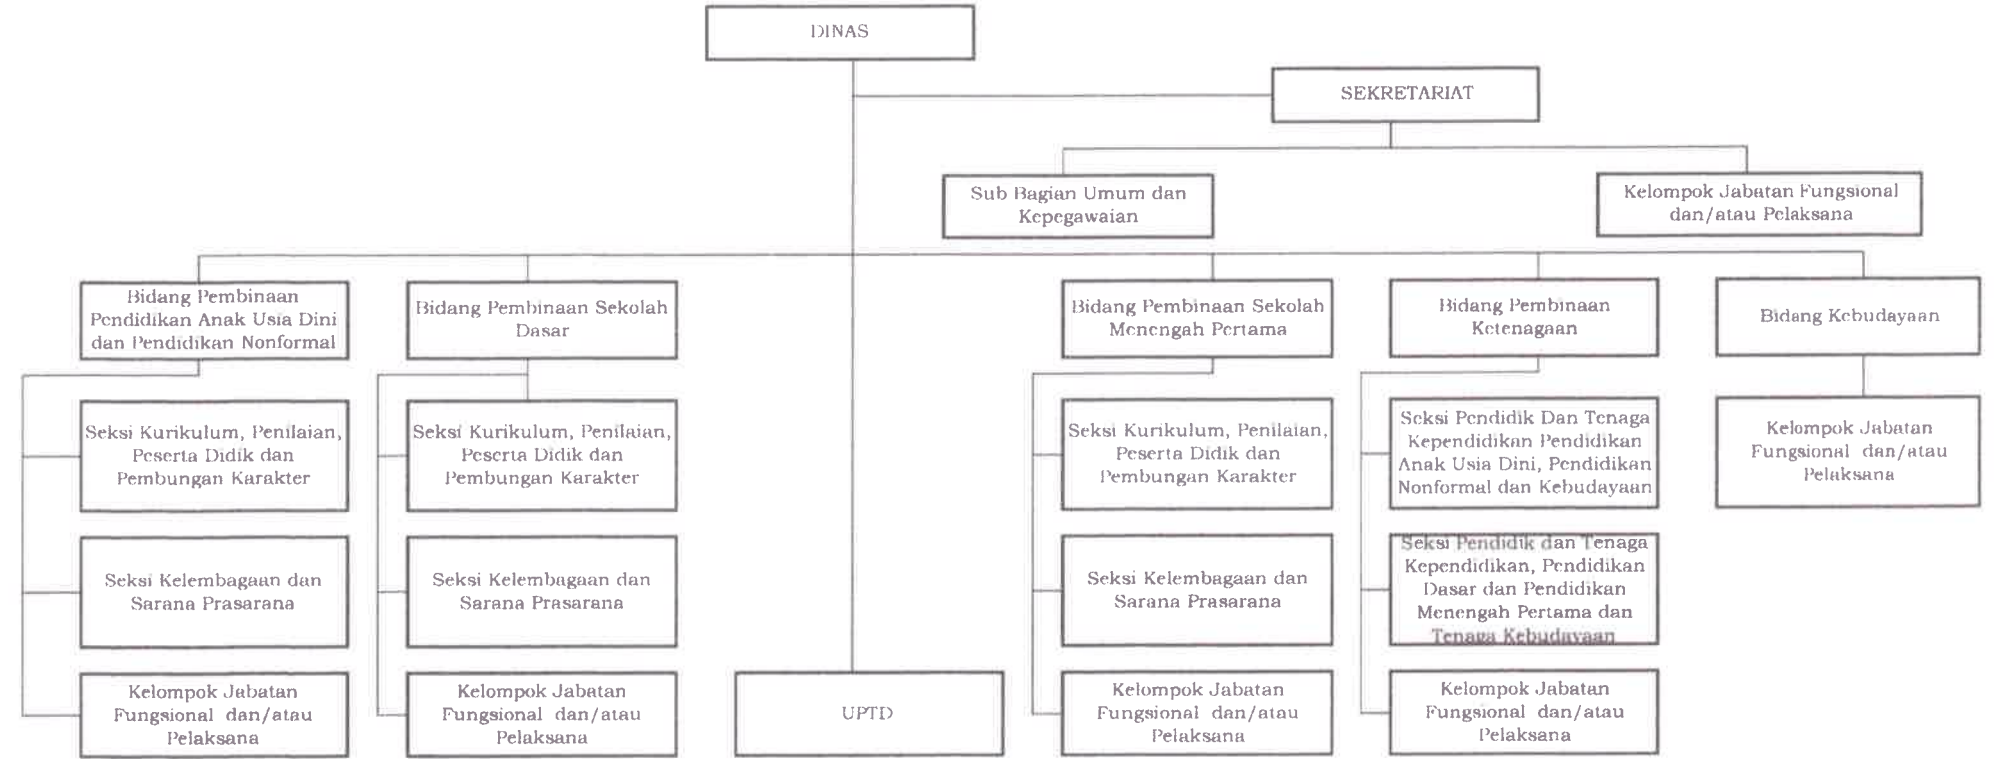 DINAS
SEKRETARIAT
Sub Bagian Umum dan
Kepegawaian
Kelompok Jabatan Fungsional
dan/atau Pelaksana
Bidang Pembinaan
Pendidikan Anak Usia Dini
dan Pendidikan Nonformal
Bidang Pembinaan Sekolah
Dasar
Bidang Pembinaan Sekolah
Menengah Pertama
Bidang Pembinaan
Ketenagaan
Bidang Kebudayaan
Seksi Kurikulum, Penilaian,
Peserta Didik dan
Pembungan Karakter
Seksi Kelembagaan dan
Sarana Prasarana
Kelompok Jabatan
Fungsional dan/atau
Pelaksana
Seksi Kurikulum, Penilaian,
Peserta Didik dan
Pembungan Karakter
Seksi Kelembagaan dan
Sarana Prasarana
Kelompok Jabatan
Fungsional dan/atau
Pelaksana
UPTD
Seksi Kurikulum, Penilaian,
Peserta Didik dan
Pembungan Karakter
Seksi Kelembagaan dan
Sarana Prasarana
Kelompok Jabatan
Fungsional dan/atau
Pelaksana
Seksi Pendidik Dan Tenaga
Kependidikan Pendidikan
Anak Usia Dini, Pendidikan
Nonformal dan Kebudayaan
Seksi Pendidik dan Tenaga
Kependidikan, Pendidikan
Dasar dan Pendidikan
Menengah Pertama dan
Tenaga Kebudayaan
Kelompok Jabatan
Fungsional dan/atau
Pelaksana
Kelompok Jabatan
Fungsional dan/atau
Pelaksana